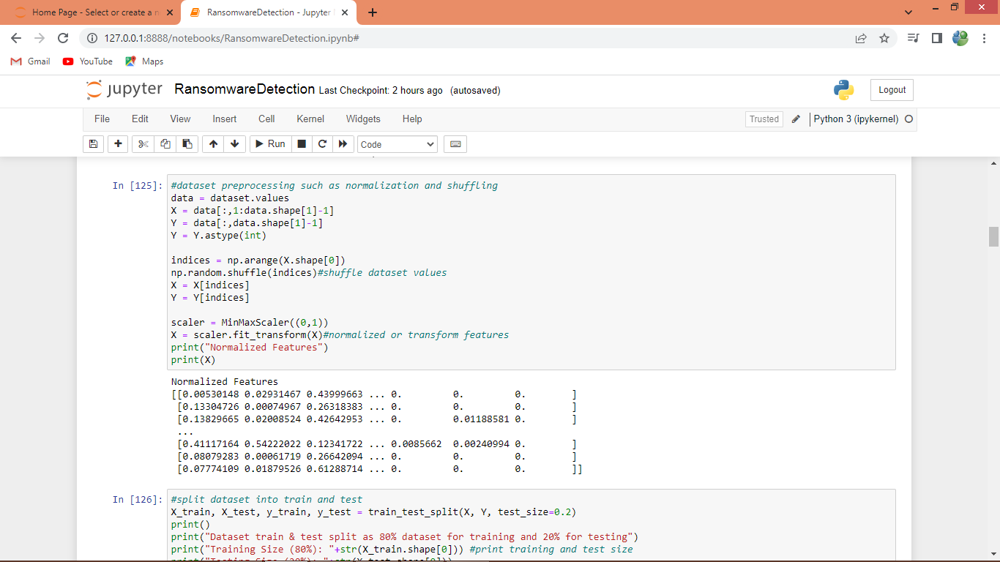 Home Page - Select or create a n
RansomwareDetection - Jupyter
127.0.0.1:8888/notebooks/RansomwareDetection.ipynb#
Gmail
YouTube
Maps
jupyter
RansomwareDetection Last Checkpoint: 2 hours ago (autosaved)
Logout
File Edit View Insert Cell Kernel Widgets Help
Trusted
Python 3 (ipykernel)
Run
Code
In [125]:
#dataset preprocessing such as normalization and shuffling
data = dataset.values
X = data[:,1:data.shape[1]-1]
Y = data[:,data.shape[1]-1]
Y = Y.astype(int)
indices = np.arange(X.shape[0])
np.random.shuffle(indices)#shuffle dataset values
X = X[indices]
Y = Y[indices]
scaler = MinMaxScaler((0,1))
X = scaler.fit_transform(X)#normalized or transform features
print("Normalized Features")
print(X)
Normalized Features
[[0.00530148 0.02931467 0.43999663 ... 0.         0.         0.        ]
 [0.13304726 0.00074967 0.26318383 ... 0.         0.         0.        ]
 [0.13829665 0.02008524 0.42642953 ... 0.         0.01188581 0.        ]
 ...
 [0.41117164 0.54222022 0.12341722 ... 0.0085662  0.00240994 0.        ]
 [0.08079283 0.00061719 0.26642094 ... 0.         0.         0.        ]
 [0.07774109 0.01879526 0.61288714 ... 0.         0.         0.        ]]
In [126]:
#split dataset into train and test
X_train, X_test, y_train, y_test = train_test_split(X, Y, test_size=0.2)
print()
print("Dataset train & test split as 80% dataset for training and 20% for testing")
print("Training Size (80%): "+str(X_train.shape[0])) #print training and test size